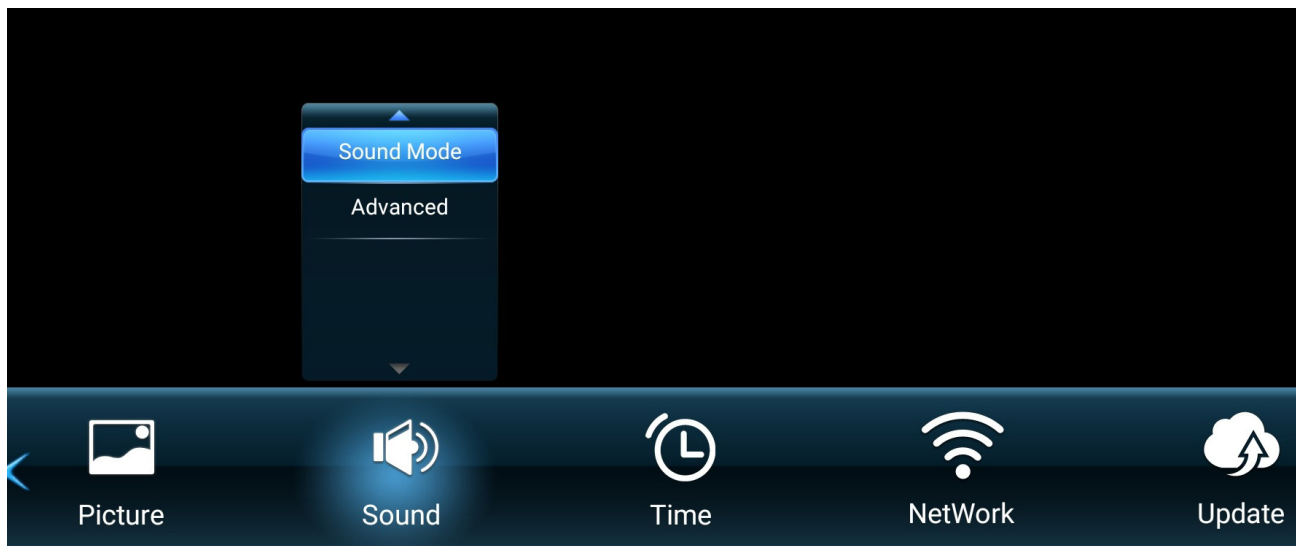 Sound Mode
Advanced
Picture
Sound
Time
NetWork
Update